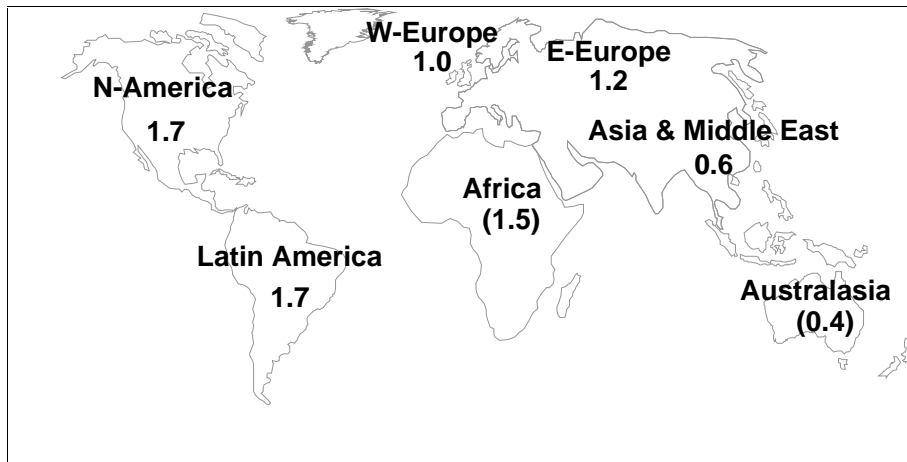 W-Europe
1.0
E-Europe
1.2
N-America
1.7
Asia & Middle East
0.6
Africa
(1.5)
Latin America
1.7
Australasia
(0.4)